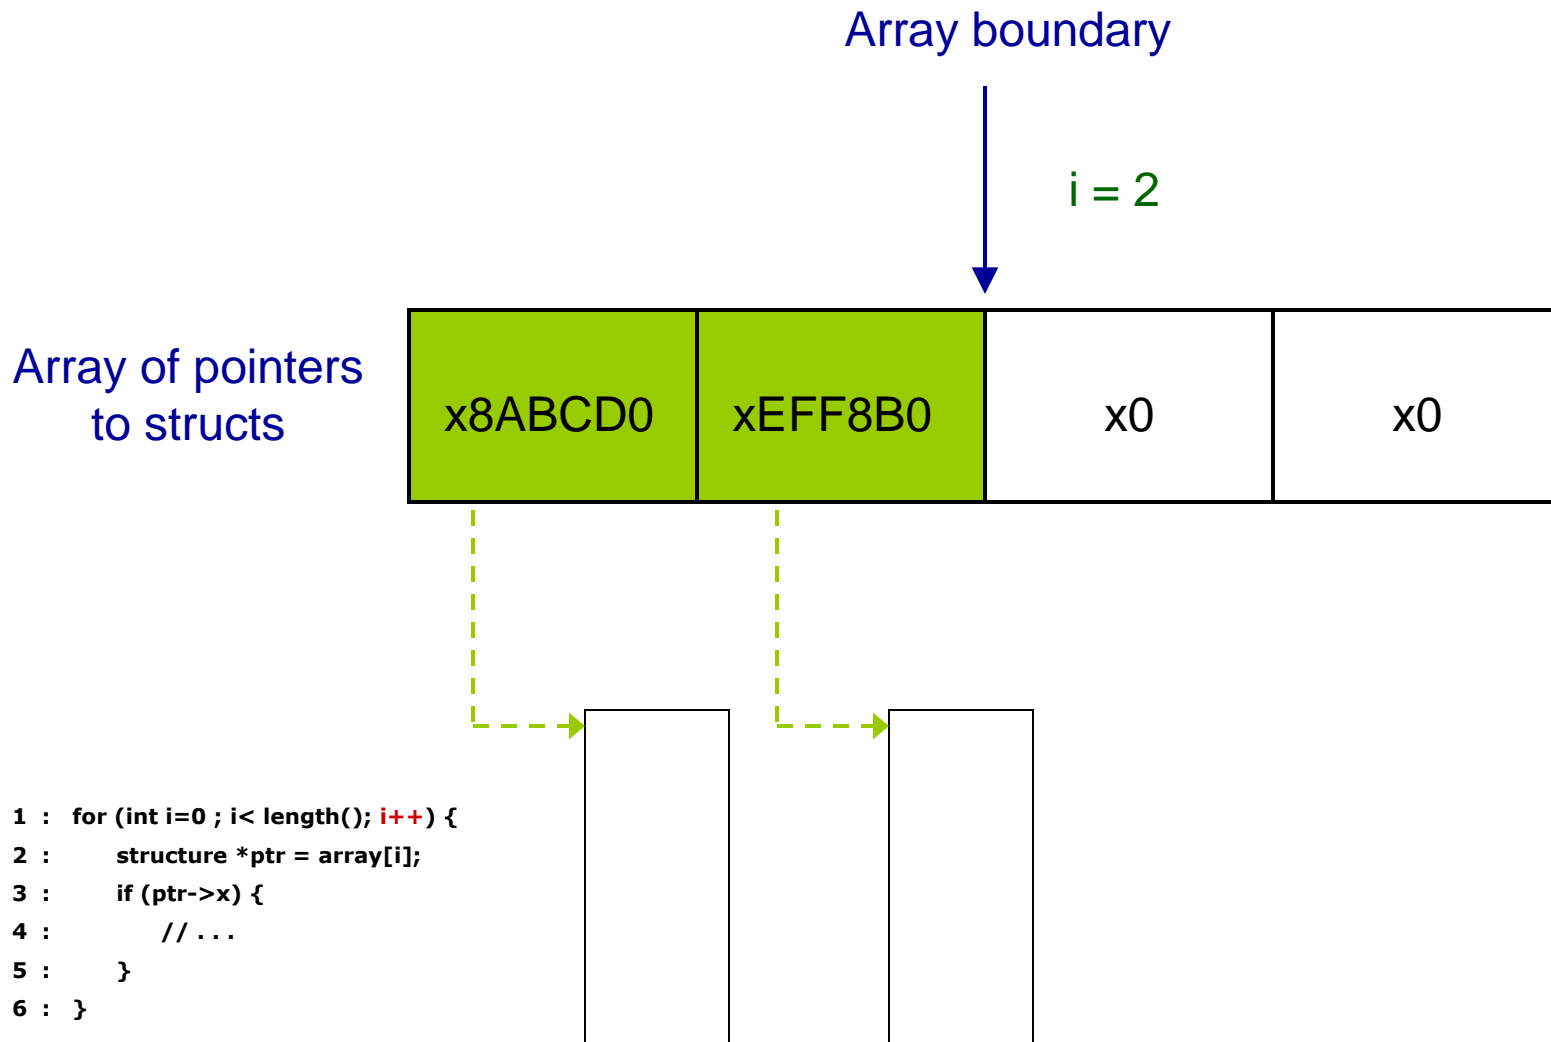 Array boundary
i = 2
Array of pointers
to structs
x8ABCD0 xEFF8B0 x0 x0
1 : for (int i=0 ; i< length(); i++) {
2 : structure *ptr = array[i];
3 : if (ptr->x) {
4 : // . . .
5 : }
6 : }